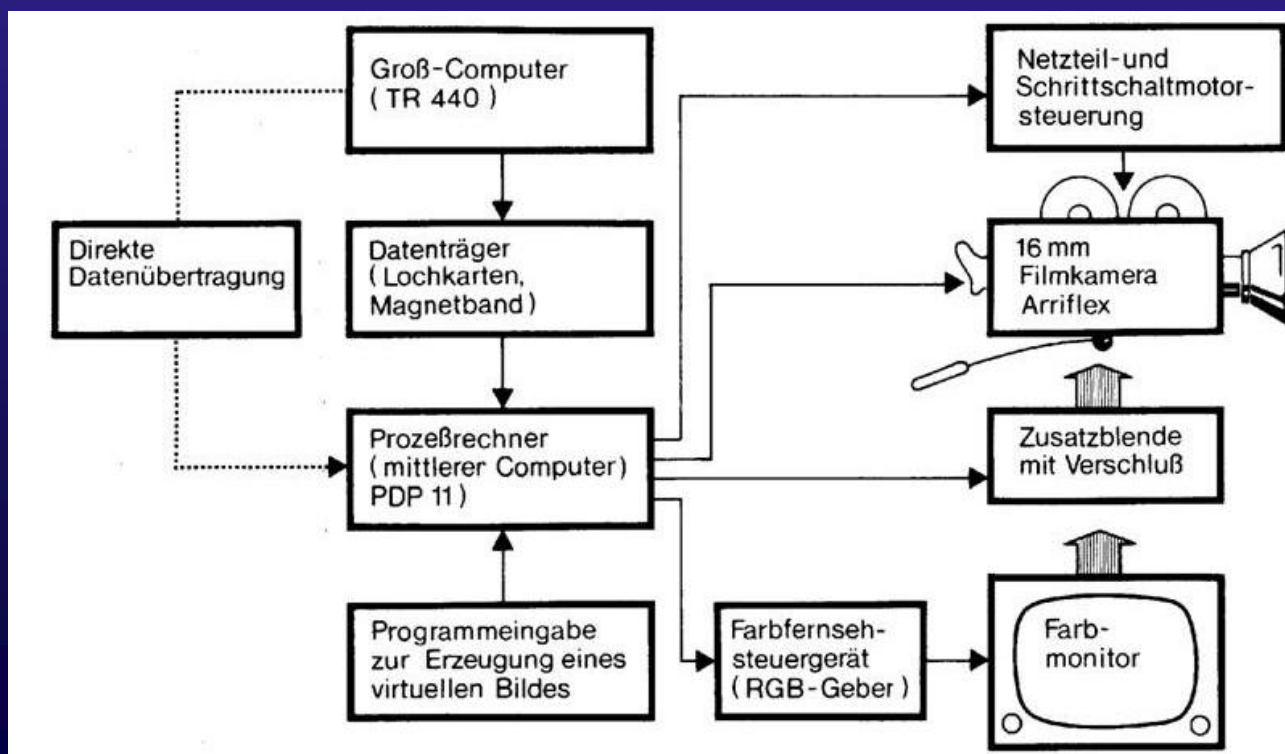 Groß-Computer
( TR 440 )
Netzteil-und
Schrittschaltmotor-
steuerung
Direkte
Datenübertragung
Datenträger
(Lochkarten,
Magnetband)
16 mm
Filmkamera
Arriflex
Prozeßrechner
(mittlerer Computer)
PDP 11 )
Zusatzblende
mit Verschluß
Programmeingabe
zur Erzeugung eines
virtuellen Bildes
Farbfernseh-
steuergerät
(RGB-Geber)
Farb-
monitor